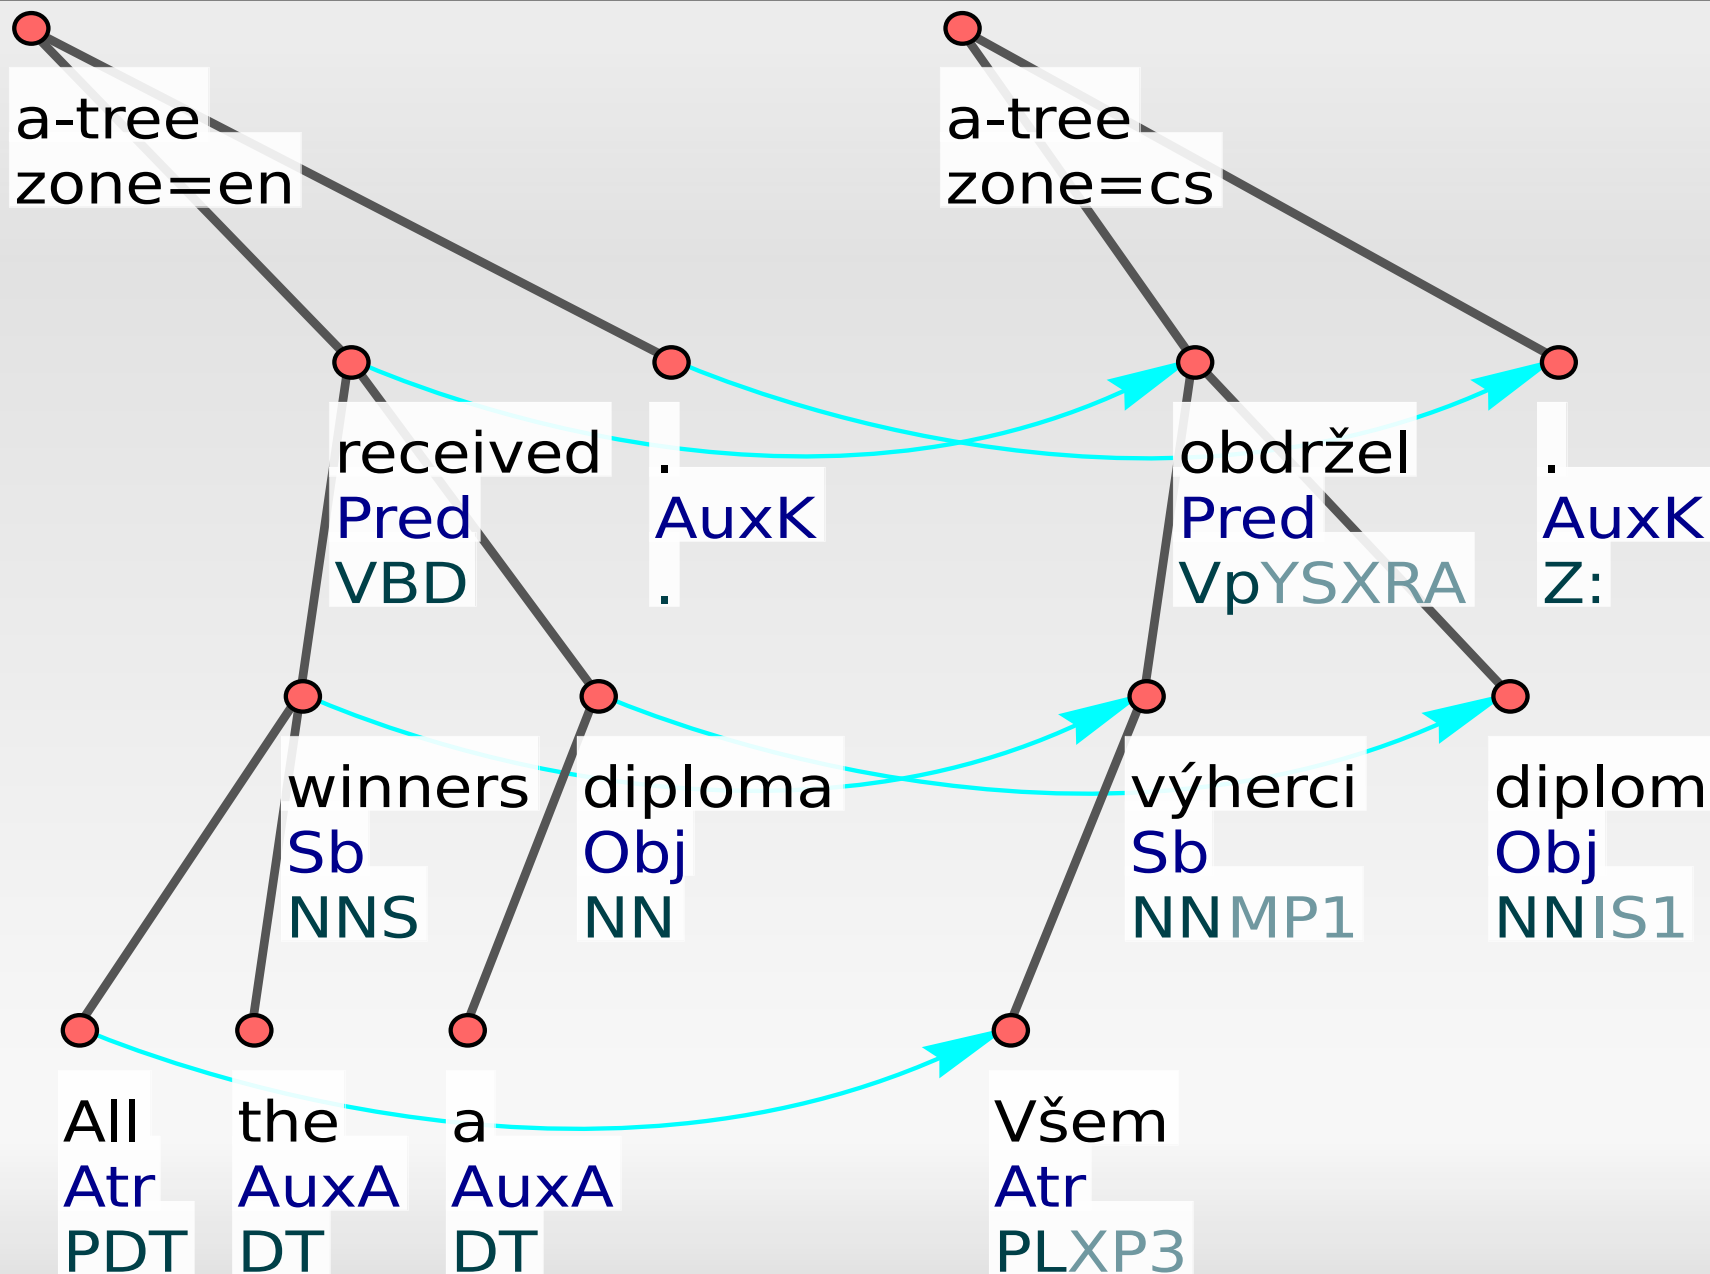 a-tree
zone=en
a-tree
zone=cs
received
Pred
VBD
.
AuxK
.
obdržel
Pred
VpYSXRA
.
AuxK
Z:
winners
Sb
NNS
diploma
Obj
NN
výherci
Sb
NNMP1
diplom
Obj
NNIS1
All
Atr
PDT
the
AuxA
DT
a
AuxA
DT
Všem
Atr
PLXP3